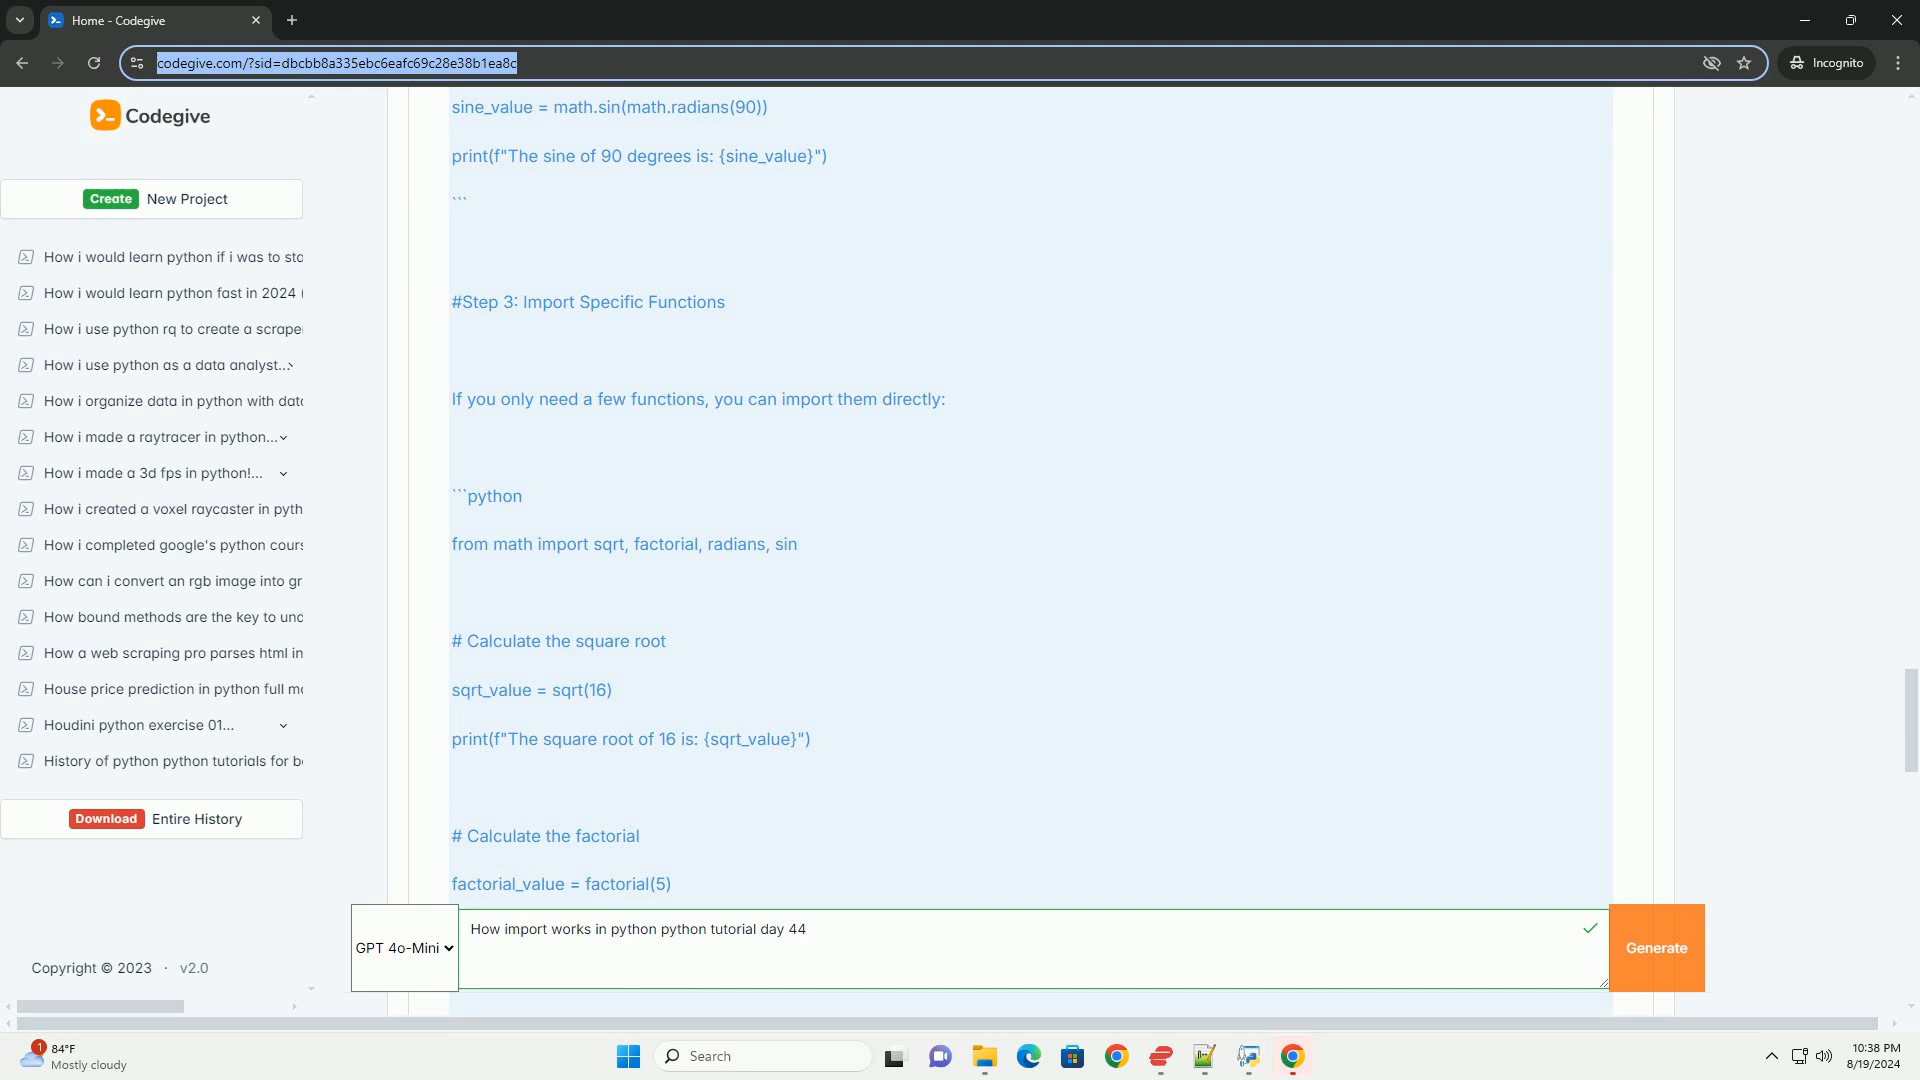 Home - Codegive
codegive.com/?sid=dbcbb8a335ebc6eafc69c28e38b1ea8c
Incognito
Codegive
Create New Project
How i would learn python if i was to sta
How i would learn python fast in 2024 (
How i use python rq to create a scrape
How i use python as a data analyst...
How i organize data in python with data
How i made a raytracer in python...
How i made a 3d fps in python!...
How i created a voxel raycaster in pyth
How i completed google's python cours
How can i convert an rgb image into gr
How bound methods are the key to und
How a web scraping pro parses html in
House price prediction in python full ma
Houdini python exercise 01...
History of python python tutorials for be
Download Entire History
Copyright © 2023 · v2.0
sine_value = math.sin(math.radians(90))
print(f"The sine of 90 degrees is: {sine_value}")
```
#Step 3: Import Specific Functions
If you only need a few functions, you can import them directly:
```python
from math import sqrt, factorial, radians, sin
# Calculate the square root
sqrt_value = sqrt(16)
print(f"The square root of 16 is: {sqrt_value}")
# Calculate the factorial
factorial_value = factorial(5)
GPT 4o-Mini
How import works in python python tutorial day 44
Generate
1
84°F
Mostly cloudy
Search
10:38 PM
8/19/2024